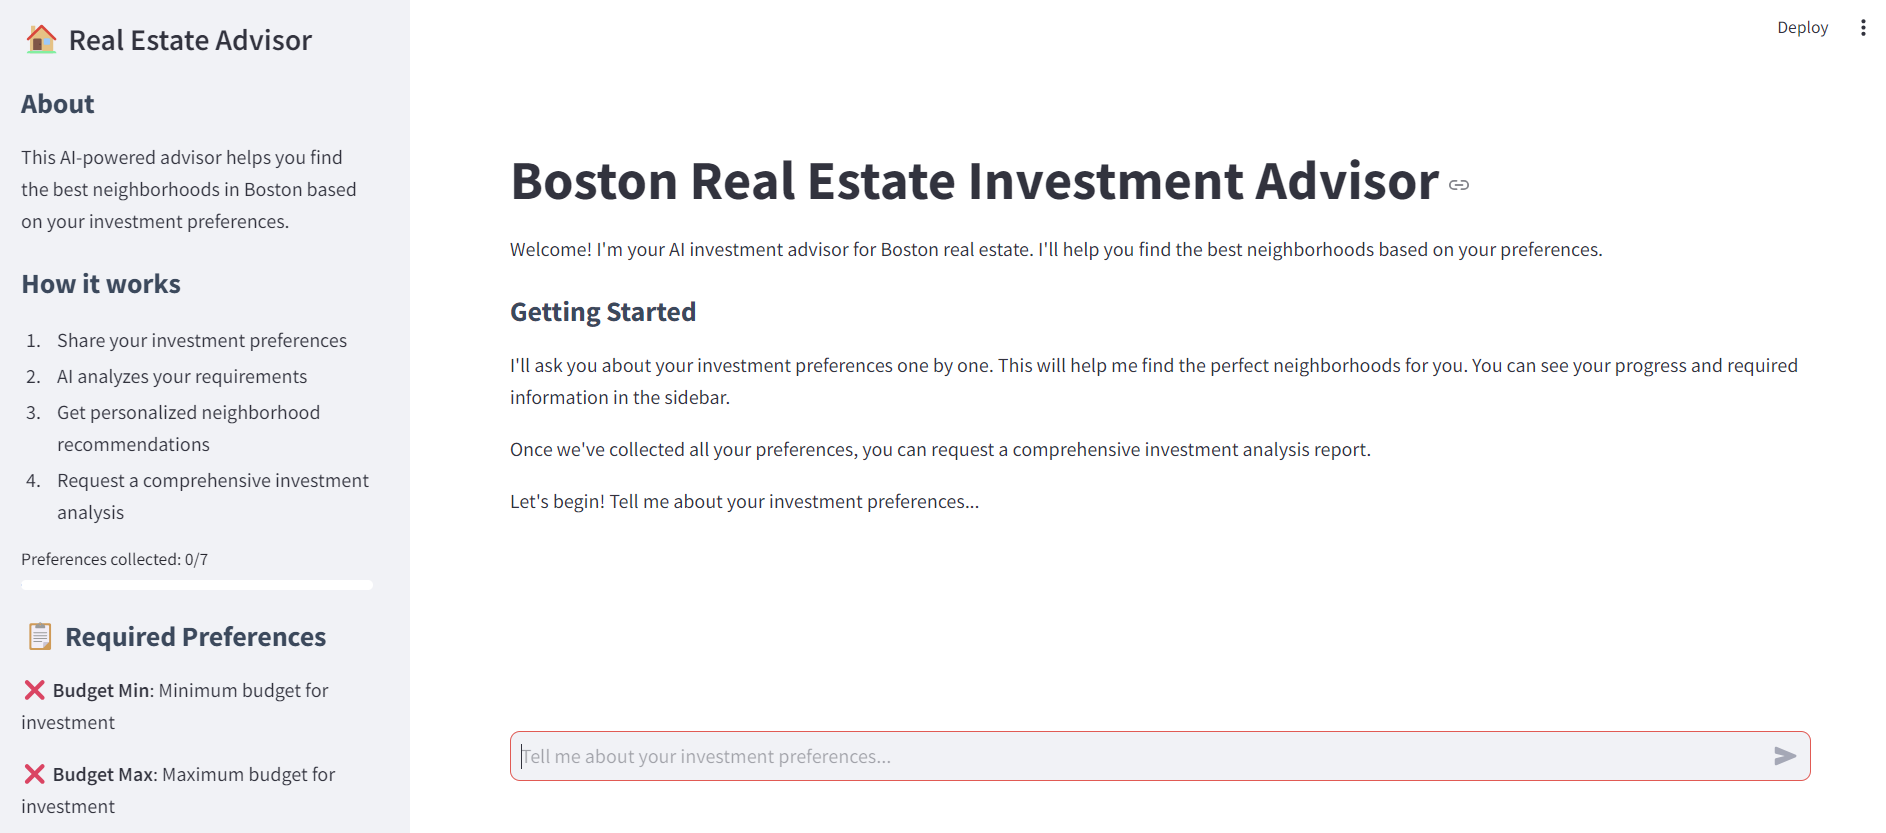 Real Estate Advisor
About
This AI-powered advisor helps you find
the best neighborhoods in Boston based
on your investment preferences.
How it works
1. Share your investment preferences
2. AI analyzes your requirements
3. Get personalized neighborhood
recommendations
4. Request a comprehensive investment
analysis
Preferences collected: 0/7
Required Preferences
Budget Min: Minimum budget for
investment
Budget Max: Maximum budget for
investment
Deploy
Boston Real Estate Investment Advisor
Welcome! I'm your AI investment advisor for Boston real estate. I'll help you find the best neighborhoods based on your preferences.
Getting Started
I'll ask you about your investment preferences one by one. This will help me find the perfect neighborhoods for you. You can see your progress and required
information in the sidebar.
Once we've collected all your preferences, you can request a comprehensive investment analysis report.
Let's begin! Tell me about your investment preferences...
Tell me about your investment preferences...